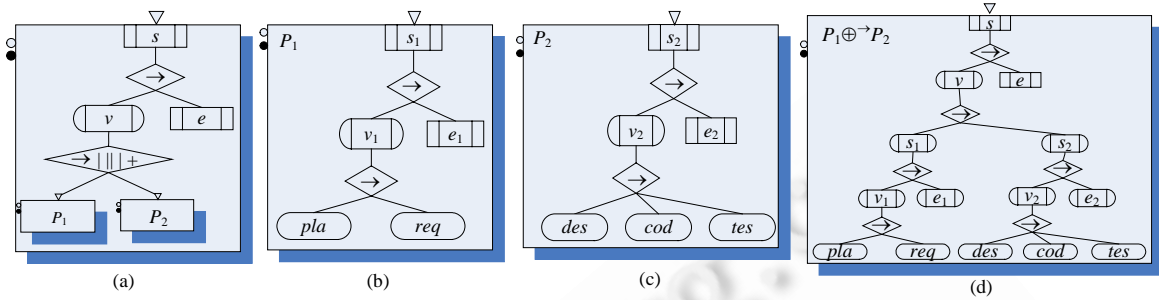 s
→
v
e
→ | || | +
P₁
P₂
(a)
P₁
s₁
→
v₁
e₁
→
pla
req
(b)
P₂
s₂
→
v₂
e₂
→
des
cod
tes
(c)
P₁⊕→P₂
s
→
v
e
→
s₁
s₂
→
→
v₁
e₁
v₂
e₂
→
→
pla
req
des
cod
tes
(d)